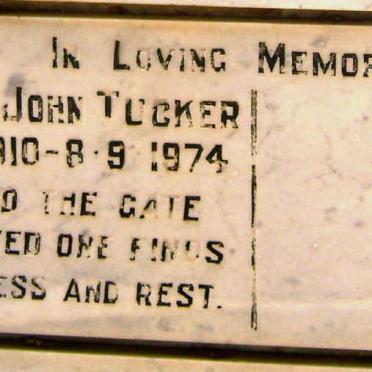 In Loving Memor
John Tucker
910-8·9 1974
D THE GATE
ED ONE FINDS
ESS AND REST.